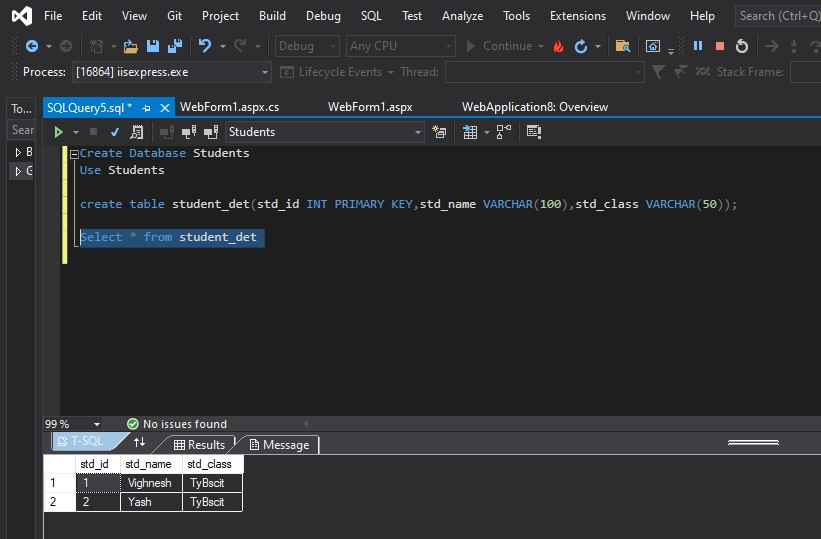 File Edit View Git Project Build Debug SQL Test Analyze Tools Extensions Window Help Search (Ctrl+Q)
Debug Any CPU Continue
Process: [16864] iisexpress.exe Lifecycle Events Thread: Stack Frame:
To... SQLQuery5.sql * WebForm1.aspx.cs WebForm1.aspx WebApplication8: Overview
Sear Students
B
G
Create Database Students
Use Students
create table student_det(std_id INT PRIMARY KEY,std_name VARCHAR(100),std_class VARCHAR(50));
Select * from student_det
99 % No issues found
T-SQL Results Message
std_id std_name std_class
1 1 Vighnesh TyBscit
2 2 Yash TyBscit